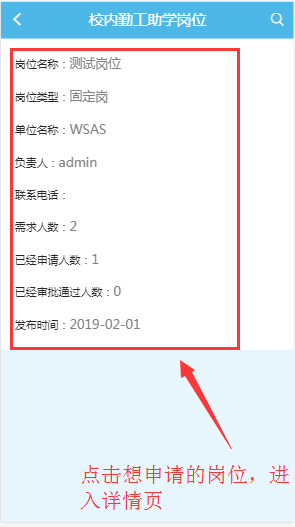 校内勤工助学岗位
岗位名称：测试岗位
岗位类型：固定岗
单位名称：WSAS
负责人：admin
联系电话：
需求人数：2
已经申请人数：1
已经审批通过人数：0
发布时间：2019-02-01
点击想申请的岗位，进
入详情页